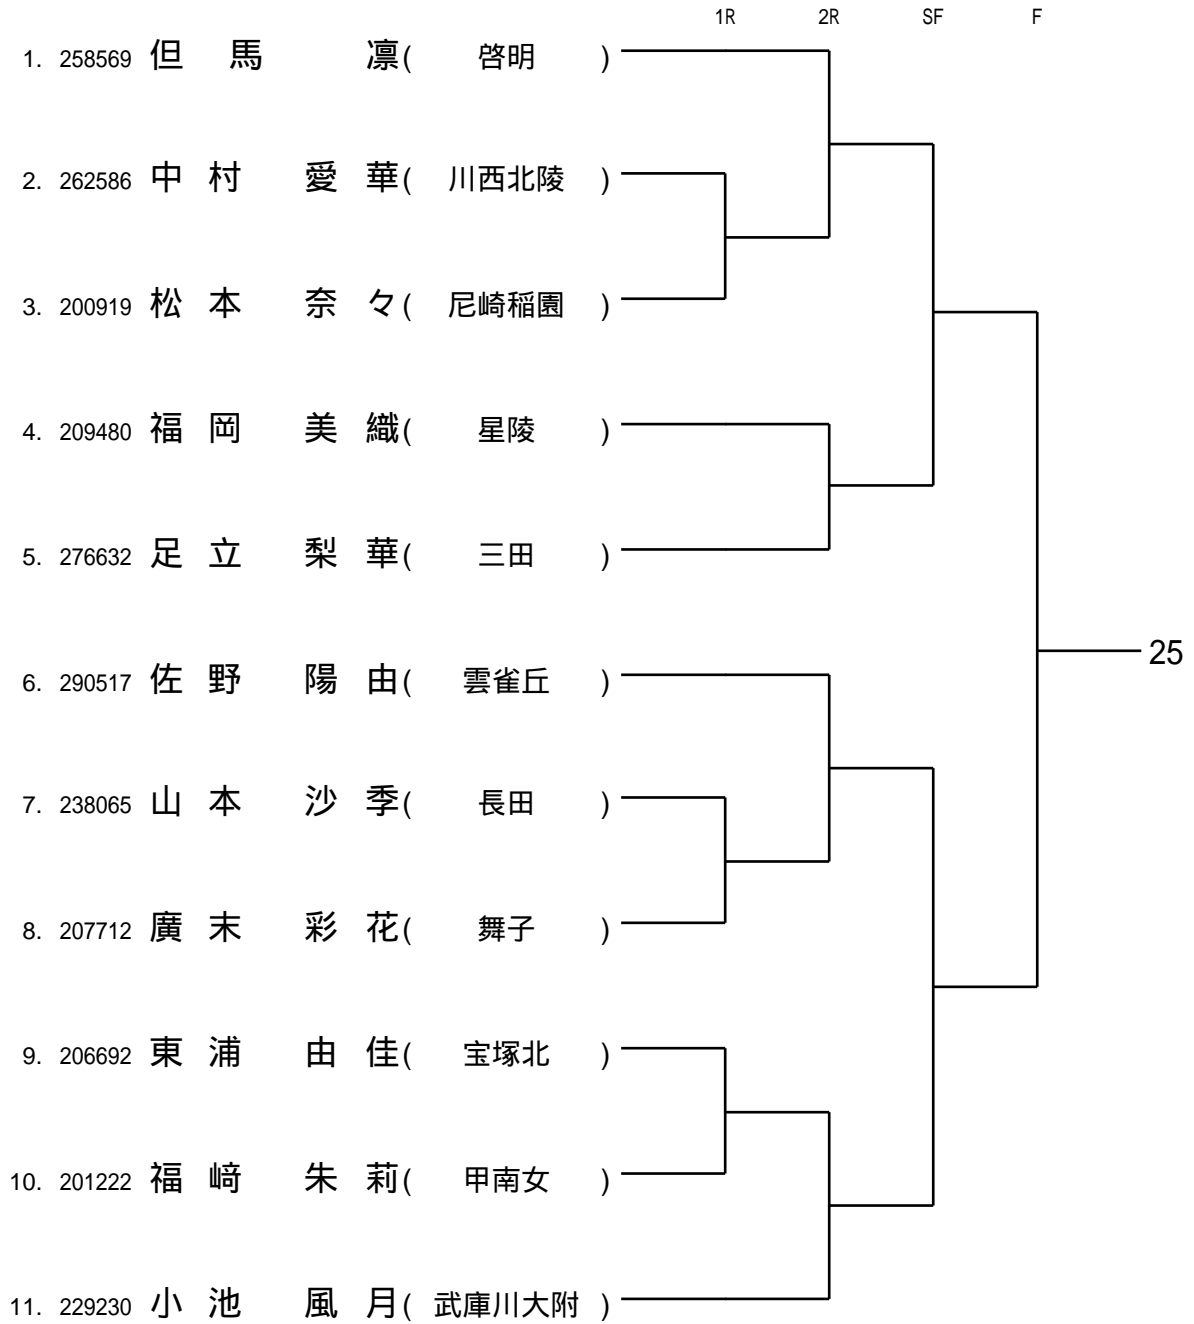 1R 2R SF F
1. 258569 但馬 凛( 啓明 )
2. 262586 中村 愛華( 川西北陵 )
3. 200919 松本 奈々( 尼崎稲園 )
4. 209480 福岡 美織( 星陵 )
5. 276632 足立 梨華( 三田 )
25
6. 290517 佐野 陽由( 雲雀丘 )
7. 238065 山本 沙季( 長田 )
8. 207712 廣末 彩花( 舞子 )
9. 206692 東浦 由佳( 宝塚北 )
10. 201222 福﨑 朱莉( 甲南女 )
11. 229230 小池 風月( 武庫川大附 )